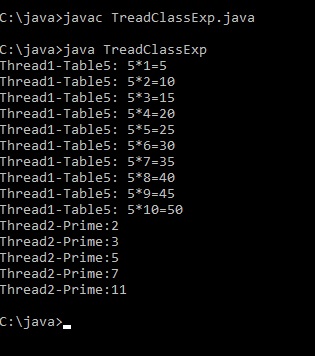 C:\java>javac TreadClassExp.java
C:\java>java TreadClassExp
Thread1-Table5: 5*1=5
Thread1-Table5: 5*2=10
Thread1-Table5: 5*3=15
Thread1-Table5: 5*4=20
Thread1-Table5: 5*5=25
Thread1-Table5: 5*6=30
Thread1-Table5: 5*7=35
Thread1-Table5: 5*8=40
Thread1-Table5: 5*9=45
Thread1-Table5: 5*10=50
Thread2-Prime:2
Thread2-Prime:3
Thread2-Prime:5
Thread2-Prime:7
Thread2-Prime:11
C:\java>